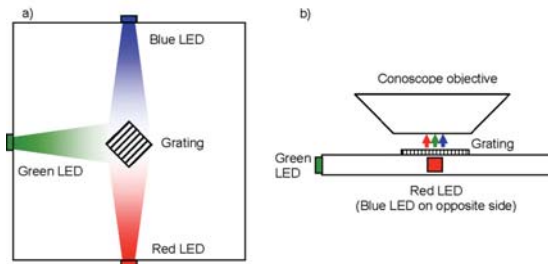 a)
Blue LED
Grating
Green LED
Red LED
b)
Conoscope objective
Grating
Green
LED
Red LED
(Blue LED on opposite side)